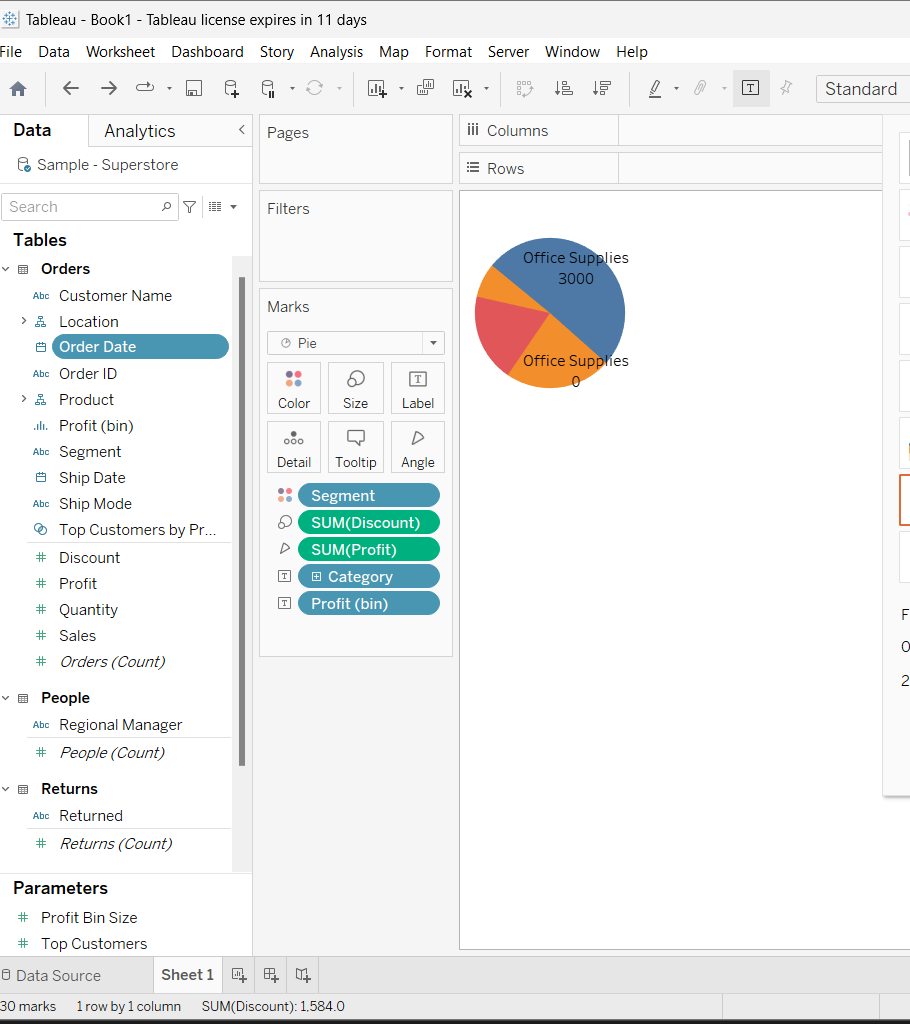 Tableau - Book1 - Tableau license expires in 11 days
File Data Worksheet Dashboard Story Analysis Map Format Server Window Help
Standard
Data Analytics
Sample - Superstore
Search
Tables
Orders
Abc Customer Name
Location
Order Date
Abc Order ID
Product
Profit (bin)
Abc Segment
Ship Date
Abc Ship Mode
Top Customers by Pr...
Discount
Profit
Quantity
Sales
Orders (Count)
People
Abc Regional Manager
People (Count)
Returns
Abc Returned
Returns (Count)
Parameters
Profit Bin Size
Top Customers
Pages
Filters
Marks
Pie
Color Size Label
Detail Tooltip Angle
Segment
SUM(Discount)
SUM(Profit)
Category
Profit (bin)
Columns
Rows
Office Supplies
3000
Office Supplies
0
F
0
2
Data Source Sheet 1
30 marks 1 row by 1 column SUM(Discount): 1,584.0